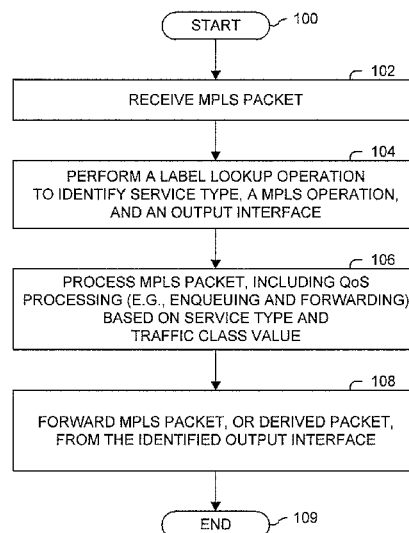 START
100
102
RECEIVE MPLS PACKET
104
PERFORM A LABEL LOOKUP OPERATION
TO IDENTIFY SERVICE TYPE, A MPLS OPERATION,
AND AN OUTPUT INTERFACE
106
PROCESS MPLS PACKET, INCLUDING QoS
PROCESSING (E.G., ENQUEUING AND FORWARDING)
BASED ON SERVICE TYPE AND
TRAFFIC CLASS VALUE
108
FORWARD MPLS PACKET, OR DERIVED PACKET,
FROM THE IDENTIFIED OUTPUT INTERFACE
END
109